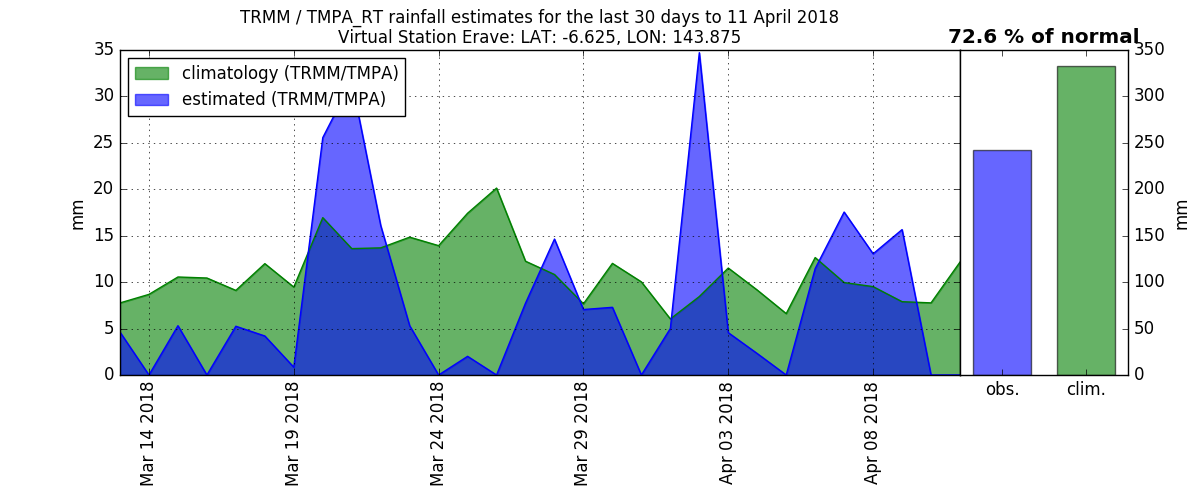 TRMM / TMPA_RT rainfall estimates for the last 30 days to 11 April 2018
Virtual Station Erave: LAT: -6.625, LON: 143.875
72.6 % of normal
climatology (TRMM/TMPA)
estimated (TRMM/TMPA)
mm
35
30
25
20
15
10
5
0
Mar 14 2018
Mar 19 2018
Mar 24 2018
Mar 29 2018
Apr 03 2018
Apr 08 2018
obs.
clim.
350
300
250
200
150
100
50
0
mm